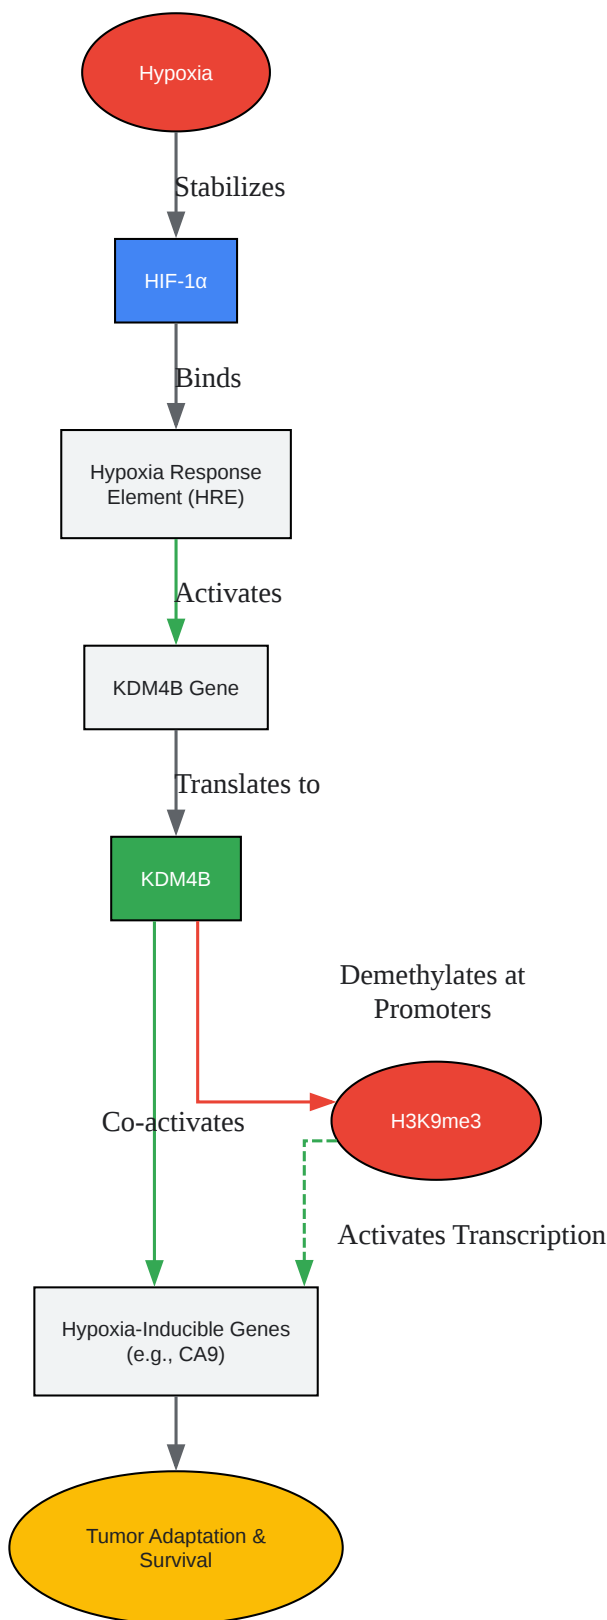 Hypoxia
Stabilizes
HIF-1α
Binds
Hypoxia Response
Element (HRE)
Activates
KDM4B Gene
Translates to
KDM4B
Demethylates at
Promoters
Co-activates
H3K9me3
Activates Transcription
Hypoxia-Inducible Genes
(e.g., CA9)
Tumor Adaptation &
Survival